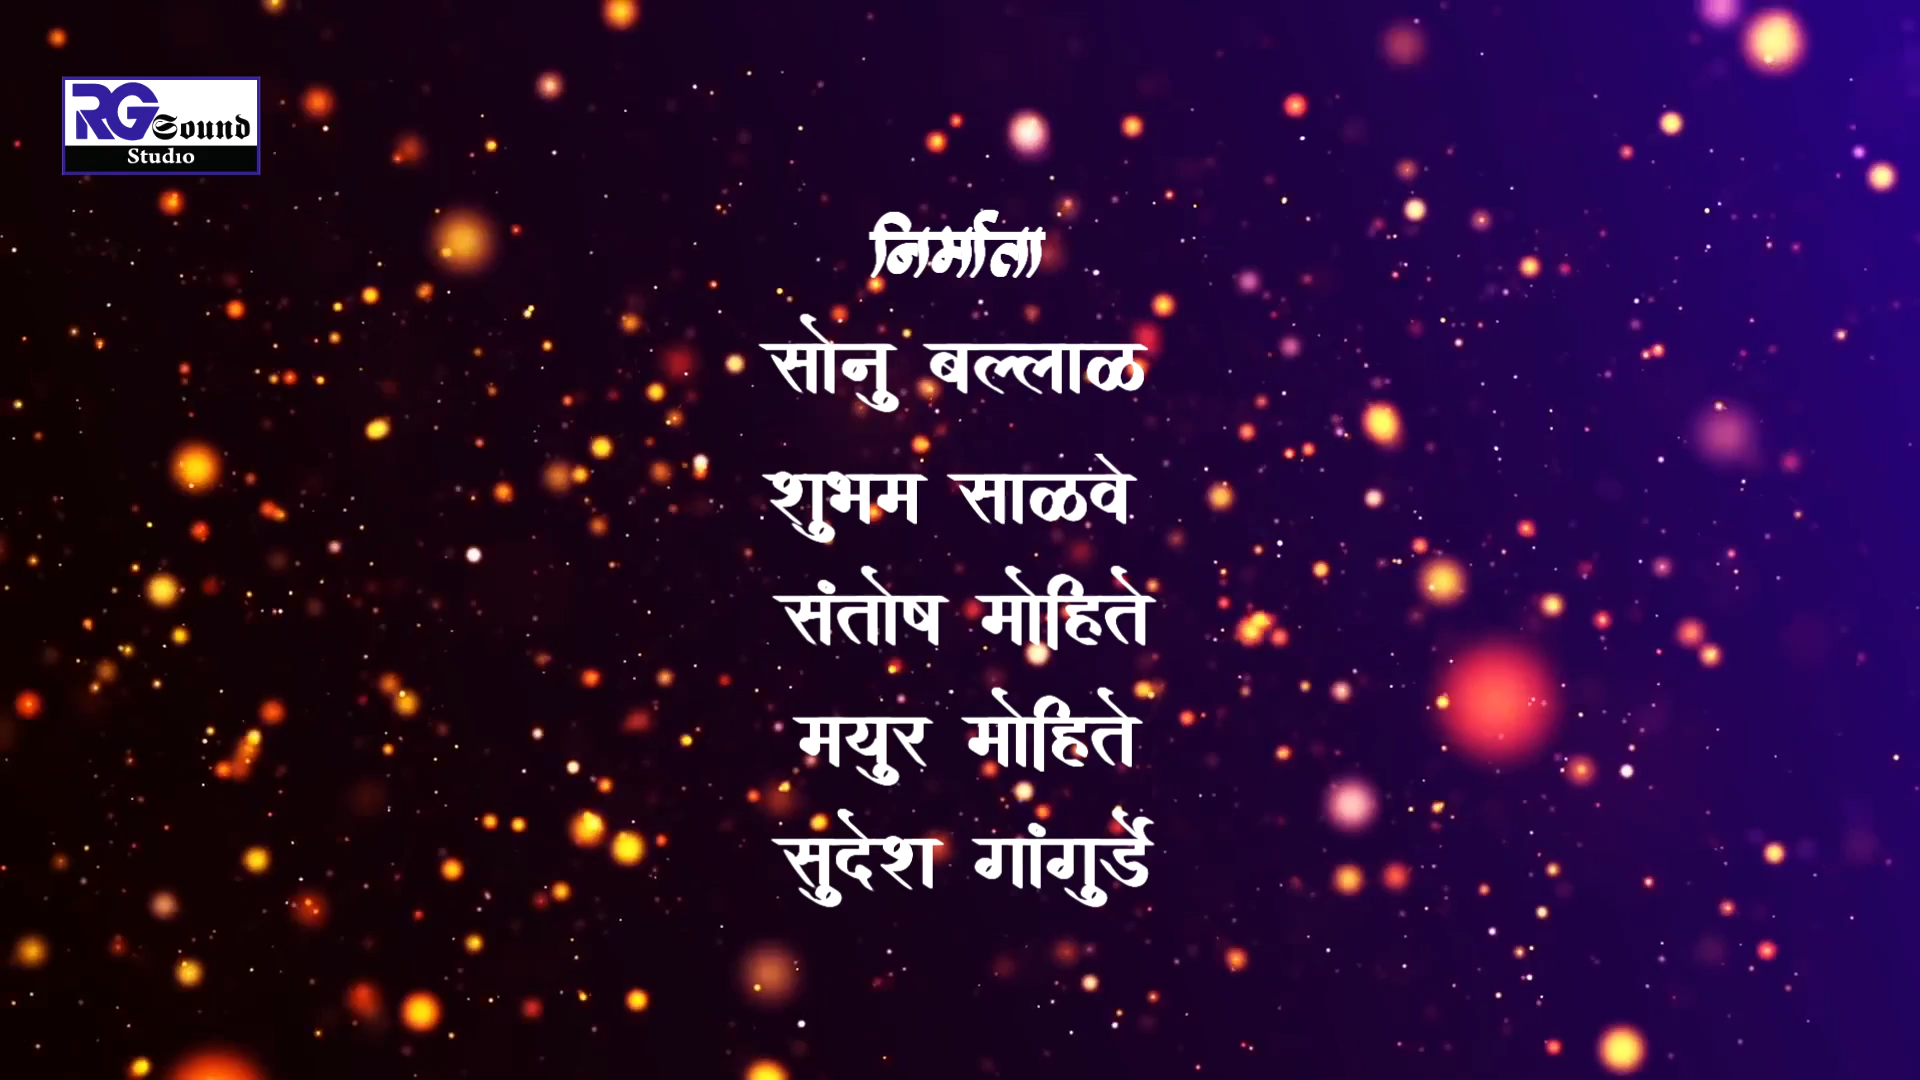 RG Sound
Studio
निर्माता
सोनु बल्लाळ
शुभम साळवे
संतोष मोहिते
मयुर मोहिते
सुदेश गांगुर्डे